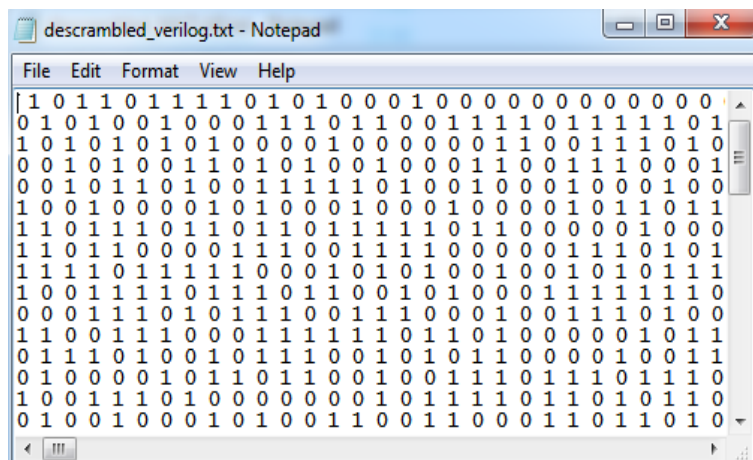 descrambled_verilog.txt - Notepad
File Edit Format View Help
1 0 1 1 0 1 1 1 1 0 1 0 1 0 0 0 1 0 0 0 0 0 0 0 0 0 0 0 0
0 1 0 1 0 0 1 0 0 0 1 1 1 0 1 1 0 0 1 1 1 1 0 1 1 1 1 1 0 1
1 0 1 0 1 0 1 0 1 0 0 0 0 1 0 0 0 0 0 0 1 1 0 0 1 1 1 0 1 0
0 0 1 0 1 0 0 1 1 0 1 0 1 0 0 1 0 0 0 1 1 0 0 1 1 1 0 0 0 1
0 0 1 0 1 1 0 1 0 0 1 1 1 1 1 0 1 0 0 1 0 0 0 1 0 0 0 1 0 0
1 0 0 1 0 0 0 0 1 0 1 0 0 0 1 0 0 0 1 0 0 0 0 1 0 1 1 0 1 1
1 1 0 1 1 1 0 1 1 0 1 1 0 1 1 1 1 1 0 1 1 0 0 0 0 0 1 0 0 0
1 1 0 1 1 0 0 0 0 1 1 1 0 0 1 1 1 1 0 0 0 0 0 1 1 1 0 1 0 1
1 1 1 1 0 1 1 1 1 1 1 0 0 0 1 0 1 0 1 0 0 0 1 0 0 1 0 1 0 1 1 1
1 0 0 1 1 1 1 0 1 1 1 0 1 1 0 0 1 0 1 0 1 0 0 0 1 1 1 1 1 1 1 0
0 0 0 1 1 1 0 1 0 1 1 0 0 0 1 1 1 0 0 0 1 0 0 1 1 0 1 0 0
1 1 0 0 1 1 1 0 0 0 1 1 1 1 1 1 0 1 1 0 1 0 0 0 0 0 1 0 1 1
0 1 1 1 0 1 0 0 1 0 1 1 1 0 0 1 0 1 0 1 1 0 0 0 0 1 0 0 1 1
0 1 0 0 0 0 1 0 1 1 0 1 1 0 0 1 0 0 1 1 1 0 1 1 1 0 1 1 1 0
1 0 0 1 1 1 0 1 0 0 0 0 0 0 0 1 0 1 0 1 1 1 1 0 1 1 0 1 1 0
0 1 0 0 1 0 0 0 1 0 1 0 0 1 1 0 0 1 1 0 0 0 1 1 0 1 1 0 1 0